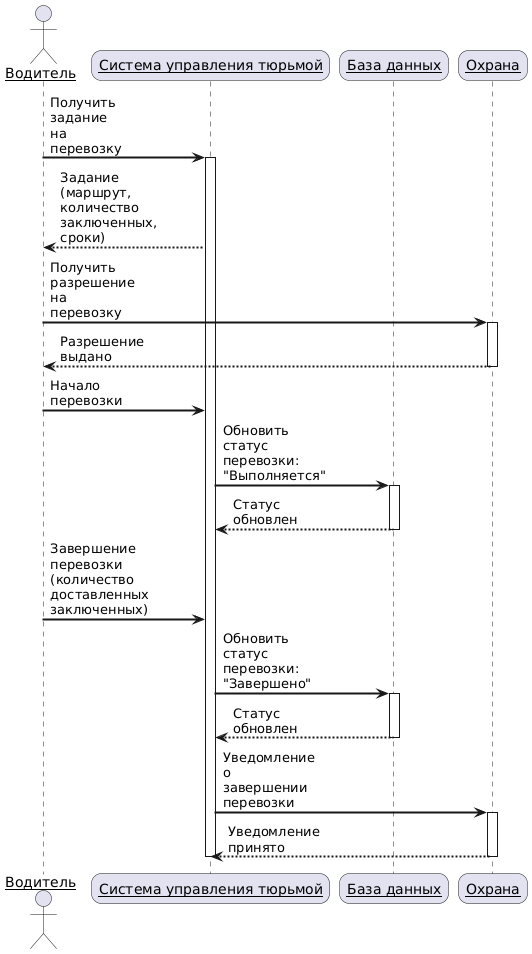 Водитель
Система управления тюрьмой
База данных
Охрана
Получить
задание
на
перевозку
Задание
(маршрут,
количество
заключенных,
сроки)
Получить
разрешение
на
перевозку
Разрешение
выдано
Начало
перевозки
Обновить
статус
перевозки:
"Выполняется"
Статус
обновлен
Завершение
перевозки
(количество
доставленных
заключенных)
Обновить
статус
перевозки:
"Завершено"
Статус
обновлен
Уведомление
о
завершении
перевозки
Уведомление
принято
Водитель
Система управления тюрьмой
База данных
Охрана